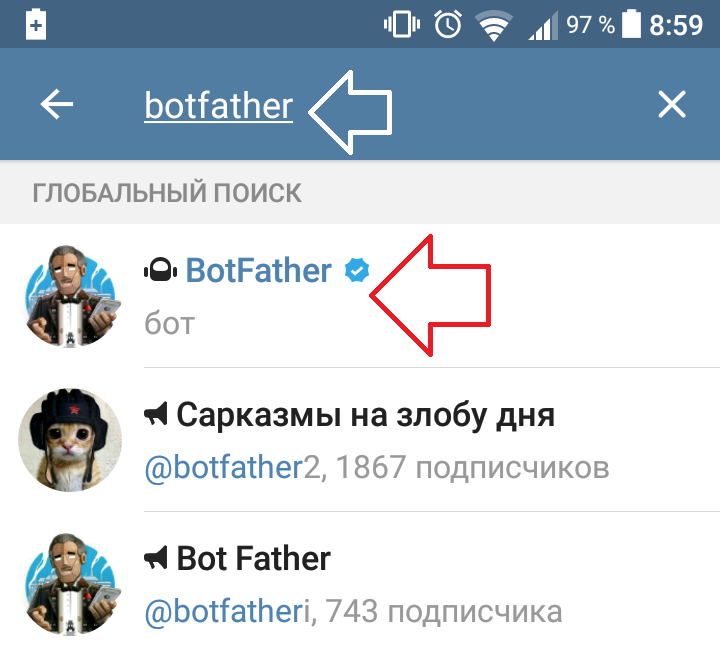 97 % 8:59
botfather
ГЛОБАЛЬНЫЙ ПОИСК
BotFather
бот
Сарказмы на злобу дня
@botfather2, 1867 подписчиков
Bot Father
@botfatheri, 743 подписчика